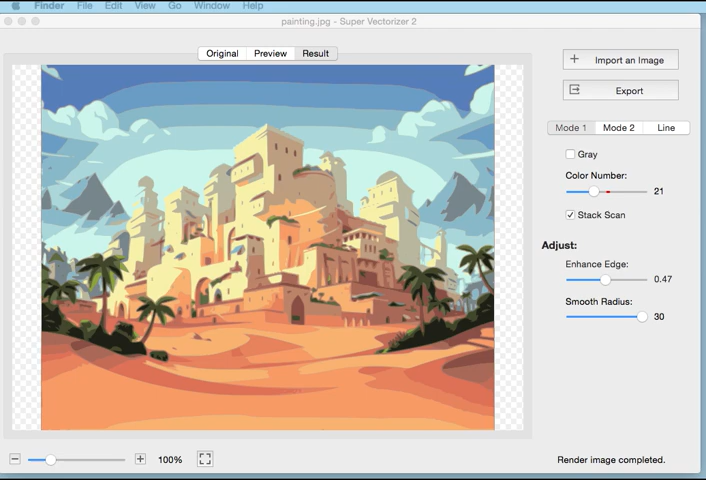 Finder File Edit View Go Window Help
painting.jpg - Super Vectorizer 2
Original Preview Result
Import an Image
Export
Mode 1 Mode 2 Line
Gray
Color Number:
21
Stack Scan
Adjust:
Enhance Edge:
0.47
Smooth Radius:
30
100%
Render image completed.